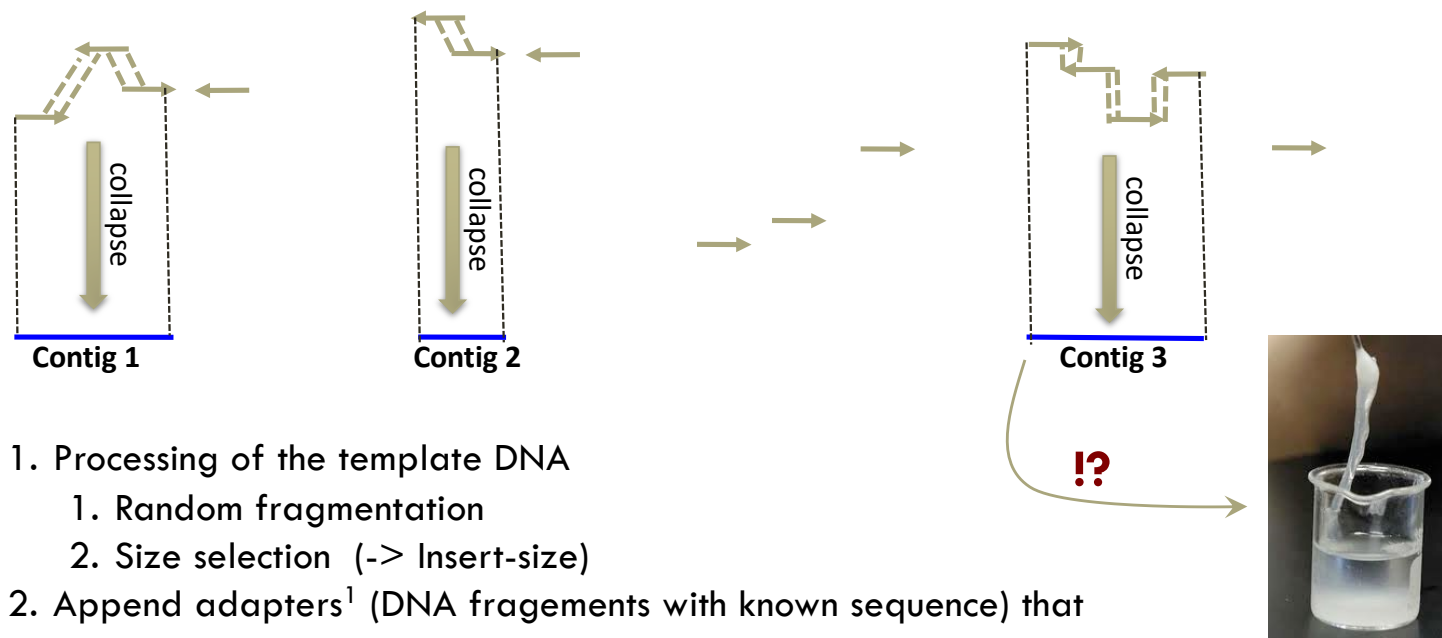 collapse
collapse
collapse
Contig 1
Contig 2
Contig 3
!?
1. Processing of the template DNA
1. Random fragmentation
2. Size selection (-> Insert-size)
2. Append adapters¹ (DNA fragements with known sequence) that